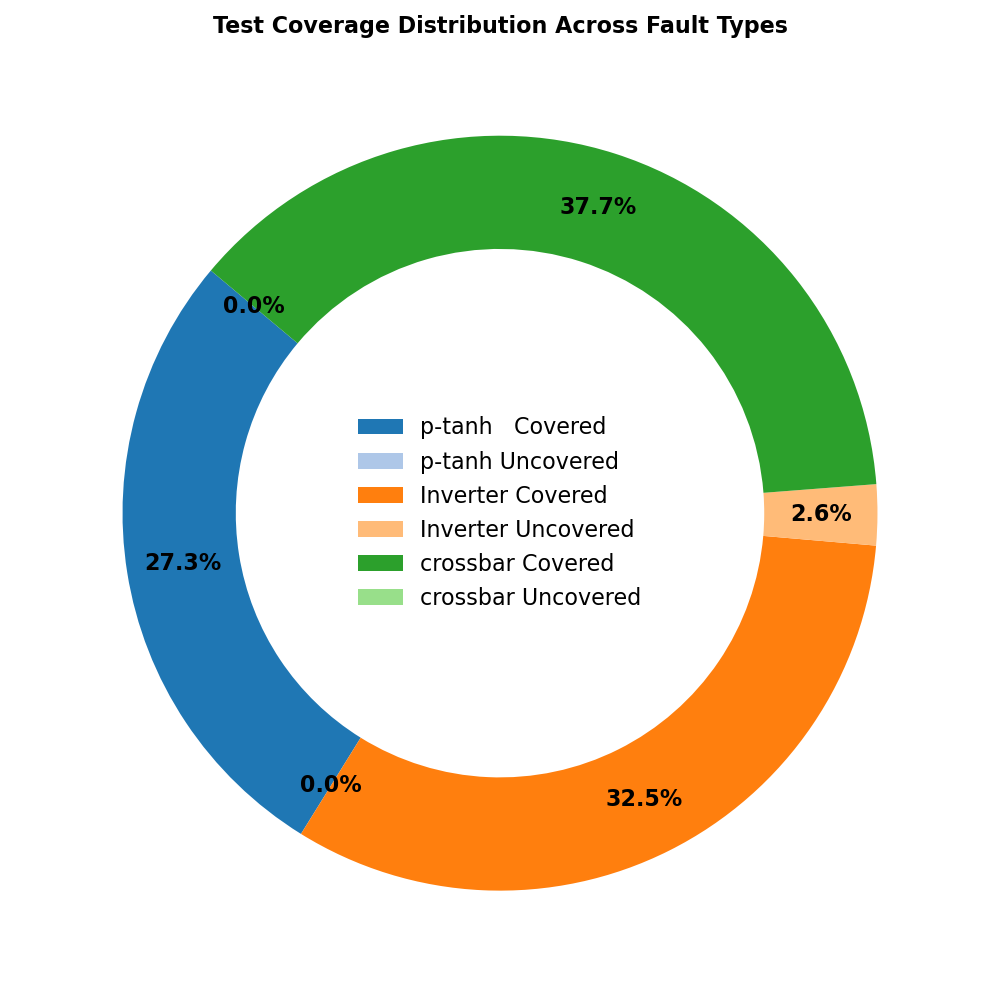 Test Coverage Distribution Across Fault Types
37.7%
0.0%
p-tanh   Covered
p-tanh Uncovered
Inverter Covered
Inverter Uncovered
crossbar Covered
crossbar Uncovered
2.6%
27.3%
0.0%
32.5%